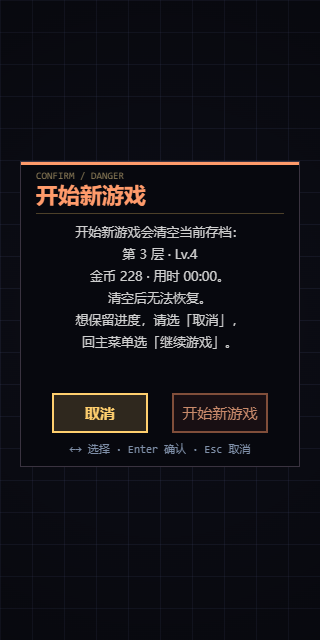 CONFIRM / DANGER
开始新游戏
开始新游戏会清空当前存档：
第 3 层 · Lv.4
金币 228 · 用时 00:00。
清空后无法恢复。
想保留进度，请选「取消」，
回主菜单选「继续游戏」。
取消
开始新游戏
↔ 选择 · Enter 确认 · Esc 取消